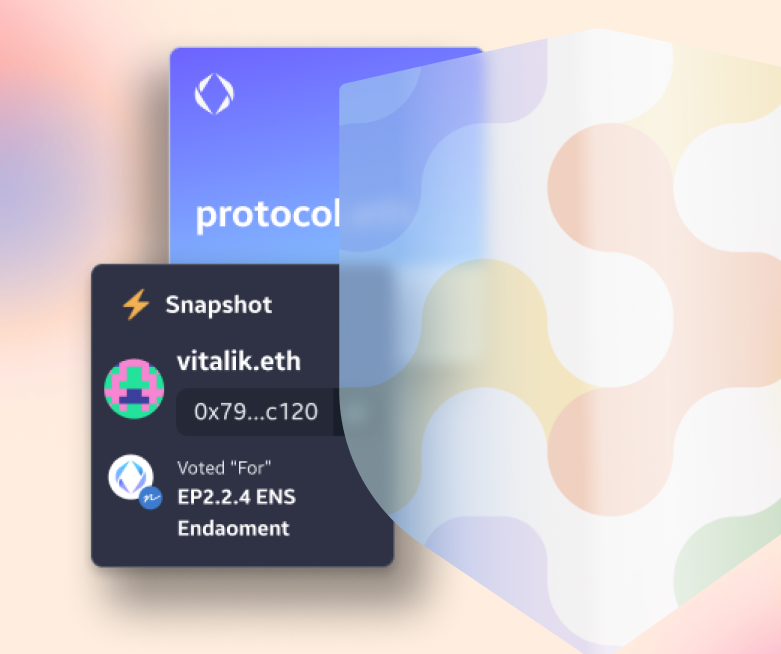 protocol
Snapshot
vitalik.eth
0x79...c120
Voted "For"
EP2.2.4 ENS
Endaoment